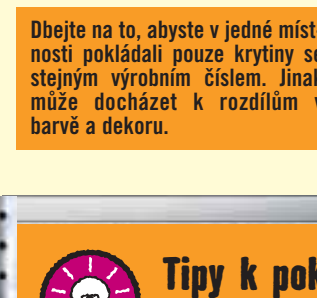 Dbejte na to, abyste v jedné míst-
nosti pokládali pouze krytiny se
stejným výrobním číslem. Jinak
může docházet k rozdílům v
barvě a dekoru.
Tipy k pok